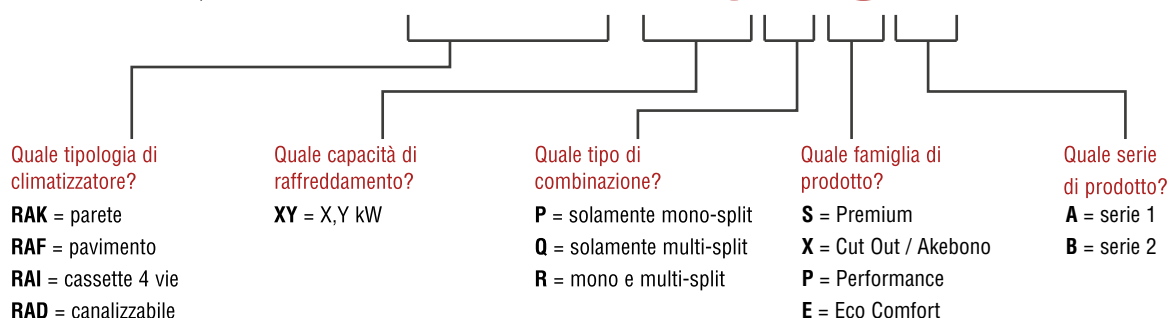 Quale tipologia di
climatizzatore?
RAK = parete
RAF = pavimento
RAI = cassette 4 vie
RAD = canalizzabile
Quale capacità di
raffreddamento?
XY = X,Y kW
Quale tipo di
combinazione?
P = solamente mono-split
Q = solamente multi-split
R = mono e multi-split
Quale famiglia di
prodotto?
S = Premium
X = Cut Out / Akebono
P = Performance
E = Eco Comfort
Quale serie
di prodotto?
A = serie 1
B = serie 2